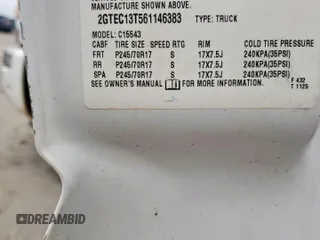 MANUFACTURE SHOWN ABOVE.
2GTEC13T561146383 TYPE: TRUCK
MODEL: C15543
CABF TIRE SIZE SPEED RTG RIM COLD TIRE PRESSURE
FRT P245/70R17 S 17X7.5J 240KPA(35PSI)
RR P245/70R17 S 17X7.5J 240KPA(35PSI)
SPA P245/70R17 S 17X7.5J 240KPA(35PSI)
SEE OWNER'S MANUAL FOR MORE INFORMATION.
F 432
T 1125
DREAMBID